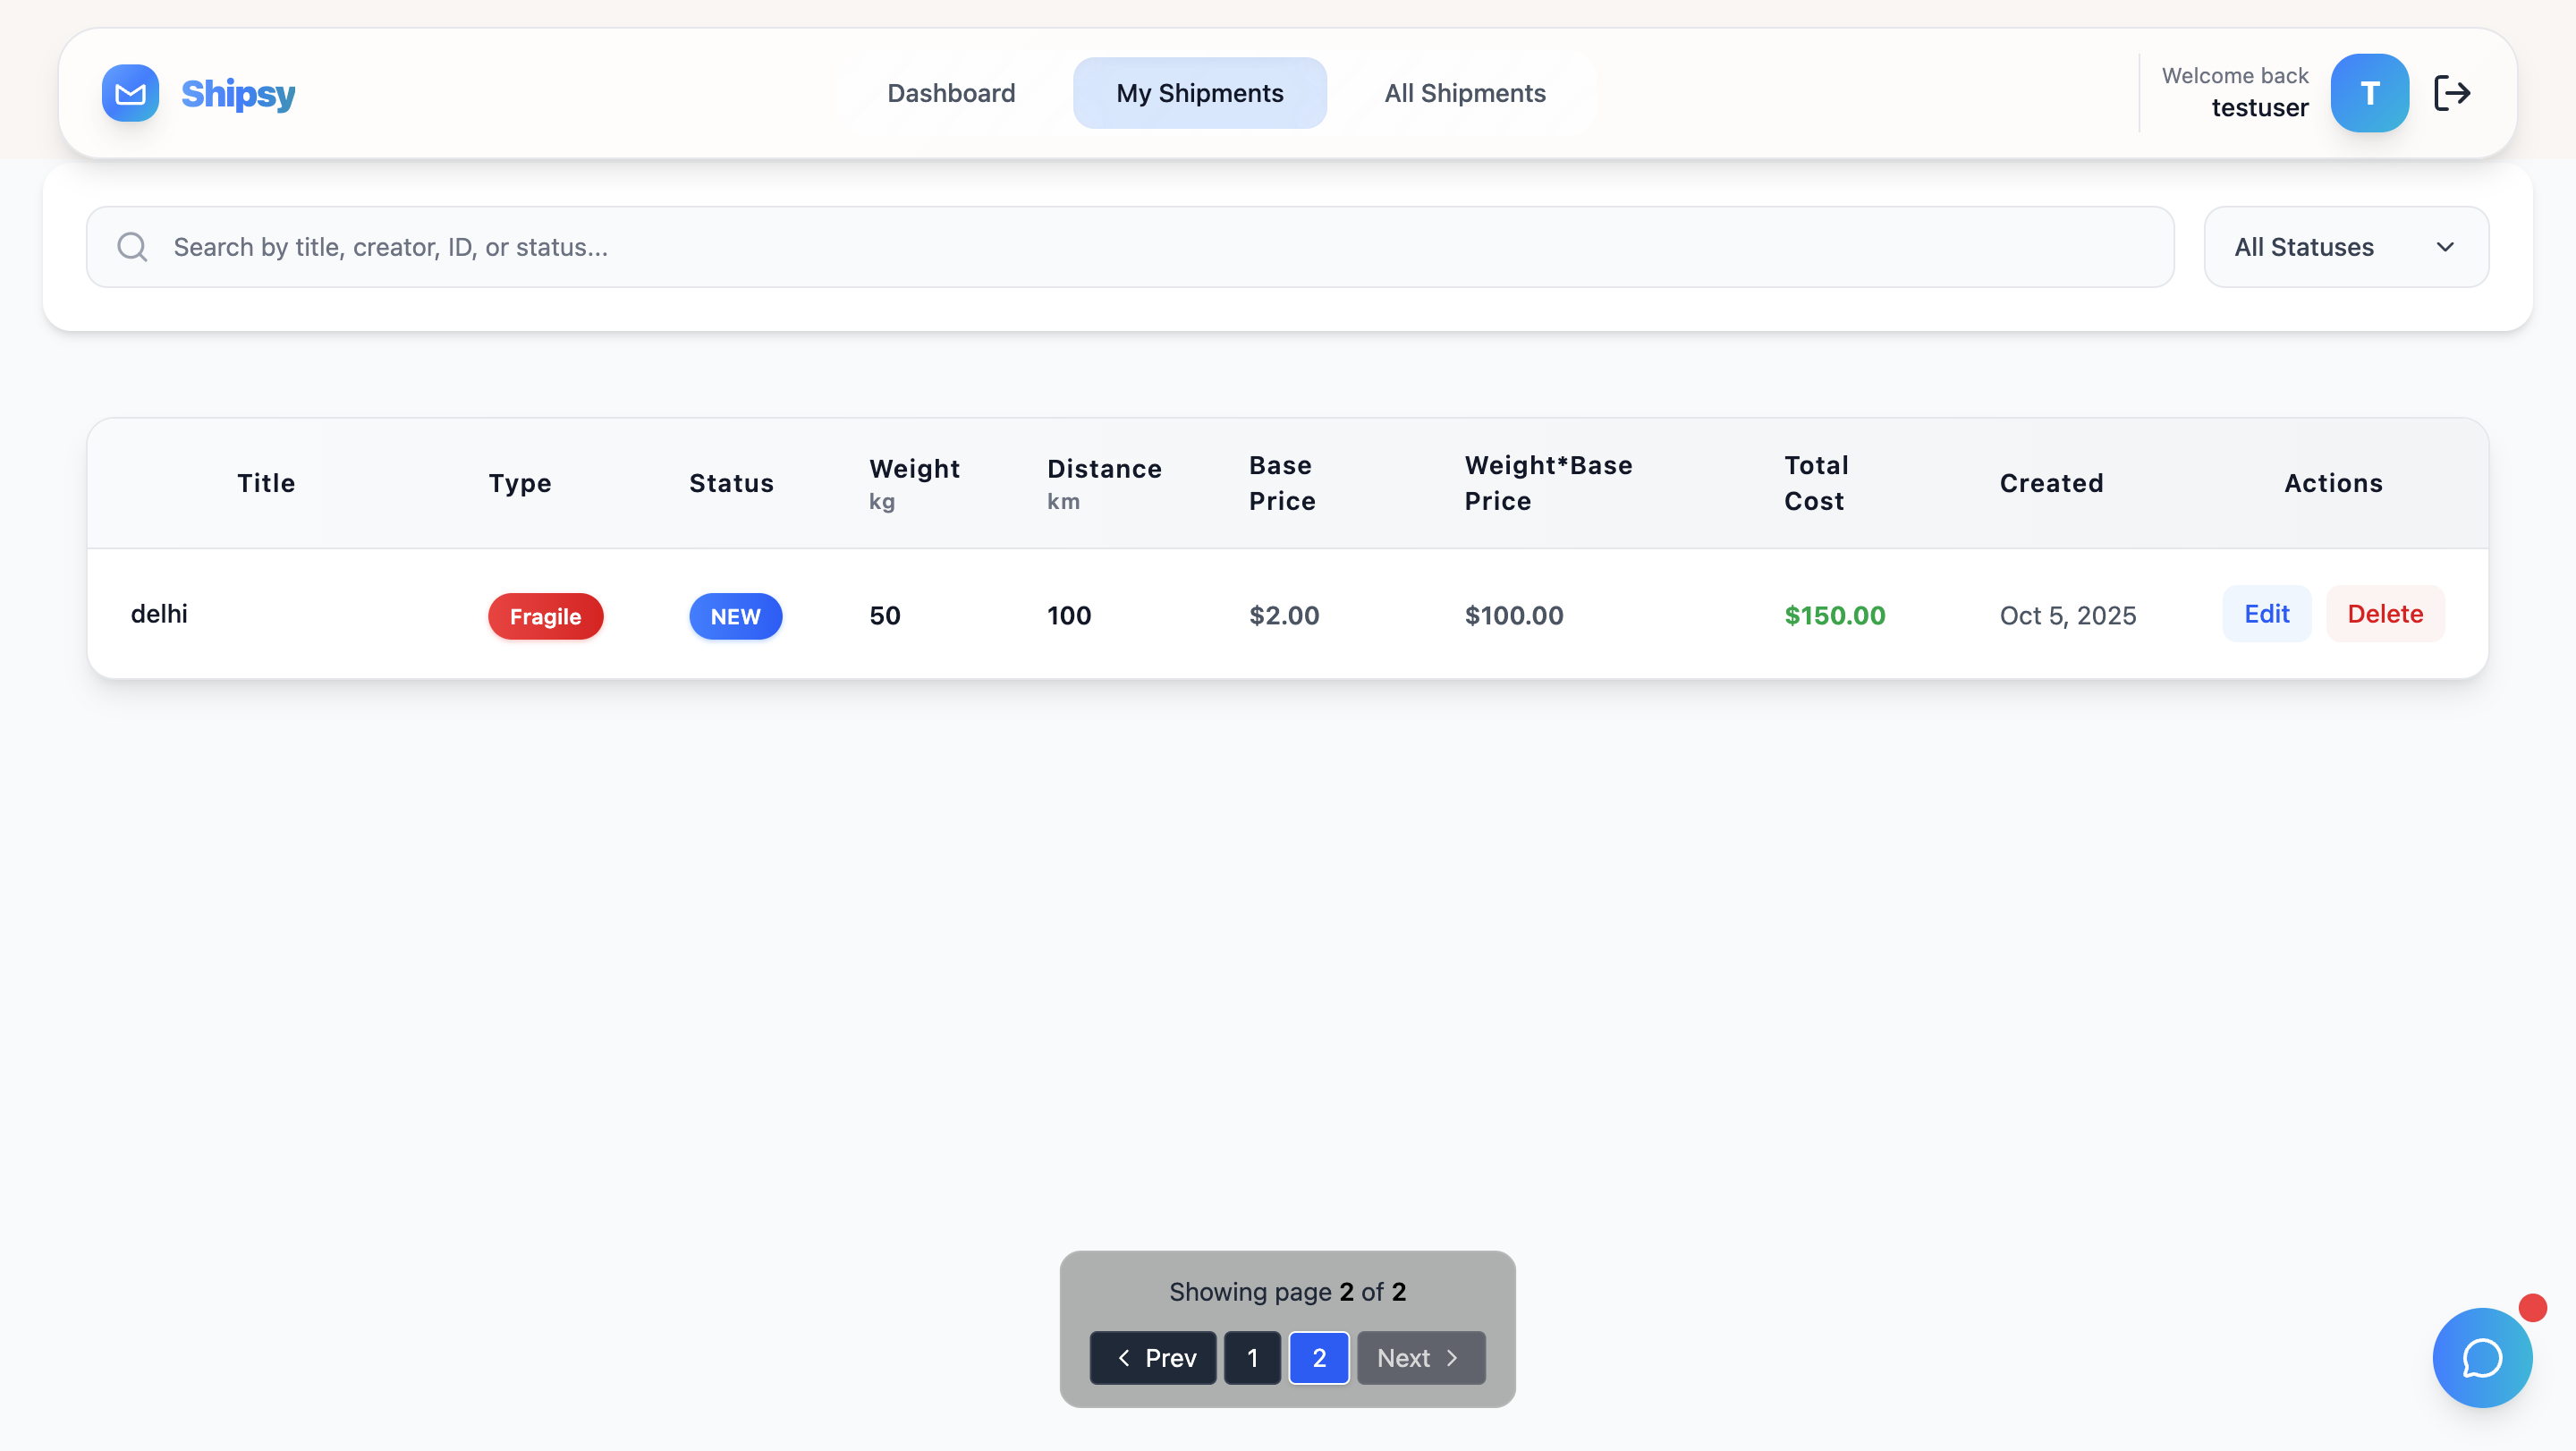 Shipsy
Dashboard
My Shipments
All Shipments
Welcome back
testuser
T
Search by title, creator, ID, or status...
All Statuses
Title
Type
Status
Weight
kg
Distance
km
Base
Price
Weight*Base
Price
Total
Cost
Created
Actions
delhi
Fragile
NEW
50
100
$2.00
$100.00
$150.00
Oct 5, 2025
Edit
Delete
Showing page 2 of 2
Prev
1
2
Next